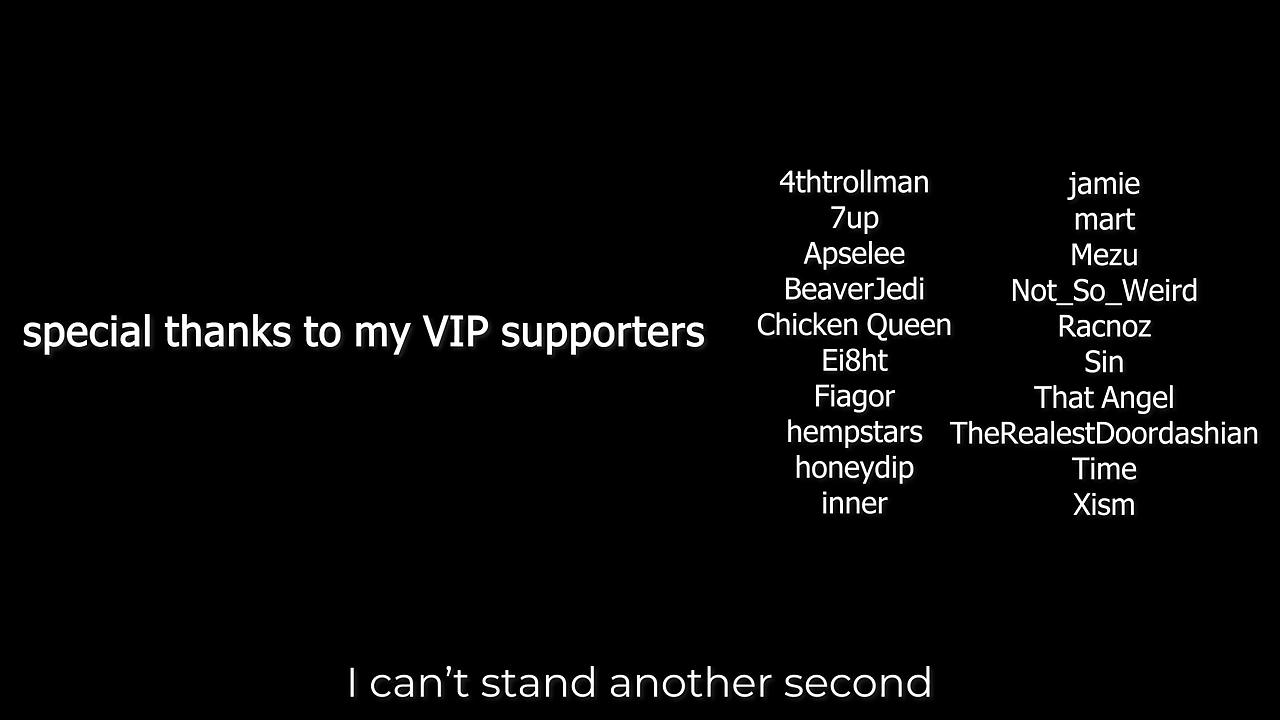 special thanks to my VIP supporters
4thtrollman
7up
Apselee
BeaverJedi
Chicken Queen
Ei8ht
Fiagor
hempstars
honeydip
inner
jamie
mart
Mezu
Not_So_Weird
Racnoz
Sin
That Angel
TheRealestDoordashian
Time
Xism
I can’t stand another second